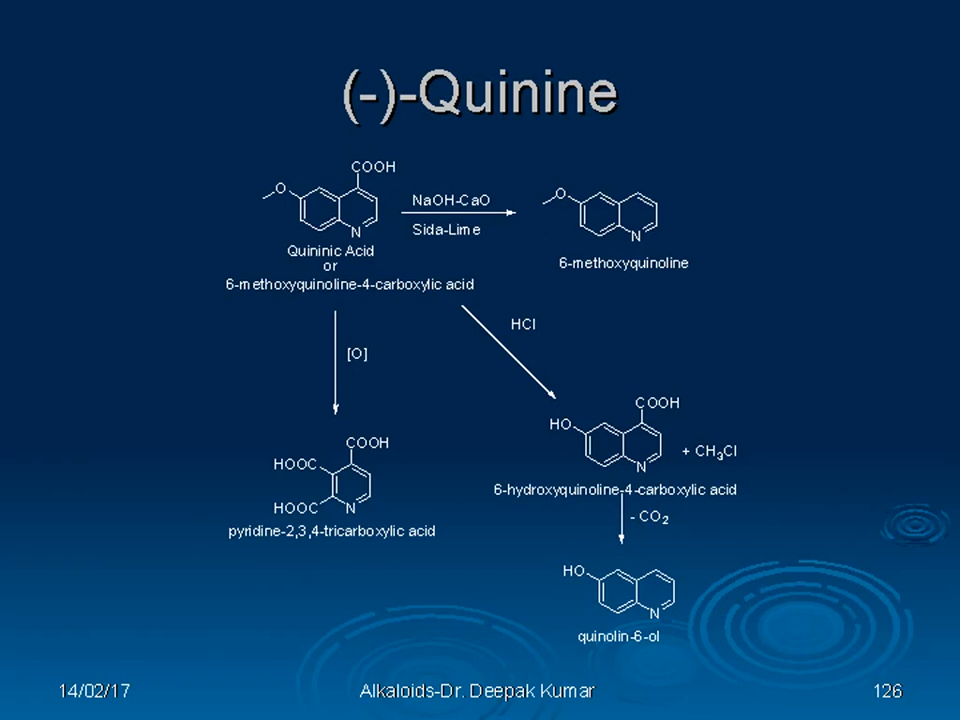 (-)-Quinine
COOH
O
N
Quininic Acid
or
6-methoxyquinoline-4-carboxylic acid
NaOH-CaO
Sida-Lime
O
N
6-methoxyquinoline
[O]
HCl
COOH
HOOC
HOOC
N
pyridine-2,3,4-tricarboxylic acid
COOH
HO
N
+ CH3Cl
6-hydroxyquinoline-4-carboxylic acid
- CO2
HO
N
quinolin-6-ol
14/02/17
Alkaloids-Dr. Deepak Kumar
126